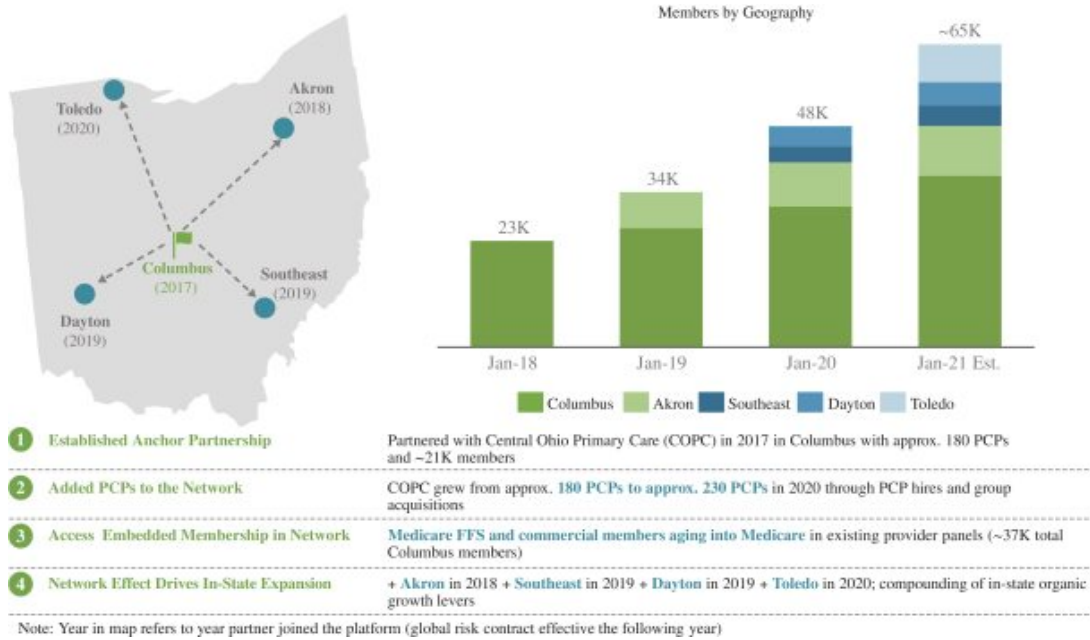 Members by Geography
Toledo
(2020)
Akron
(2018)
Columbus
(2017)
Southeast
(2019)
Dayton
(2019)
23K
34K
48K
~65K
Jan-18
Jan-19
Jan-20
Jan-21 Est.
Columbus
Akron
Southeast
Dayton
Toledo
1 Established Anchor Partnership
Partnered with Central Ohio Primary Care (COPC) in 2017 in Columbus with approx. 180 PCPs
and ~21K members
2 Added PCPs to the Network
COPC grew from approx. 180 PCPs to approx. 230 PCPs in 2020 through PCP hires and group
acquisitions
3 Access Embedded Membership in Network
Medicare FFS and commercial members aging into Medicare in existing provider panels (~37K total
Columbus members)
4 Network Effect Drives In-State Expansion
+ Akron in 2018 + Southeast in 2019 + Dayton in 2019 + Toledo in 2020; compounding of in-state organic
growth levers
Note: Year in map refers to year partner joined the platform (global risk contract effective the following year)